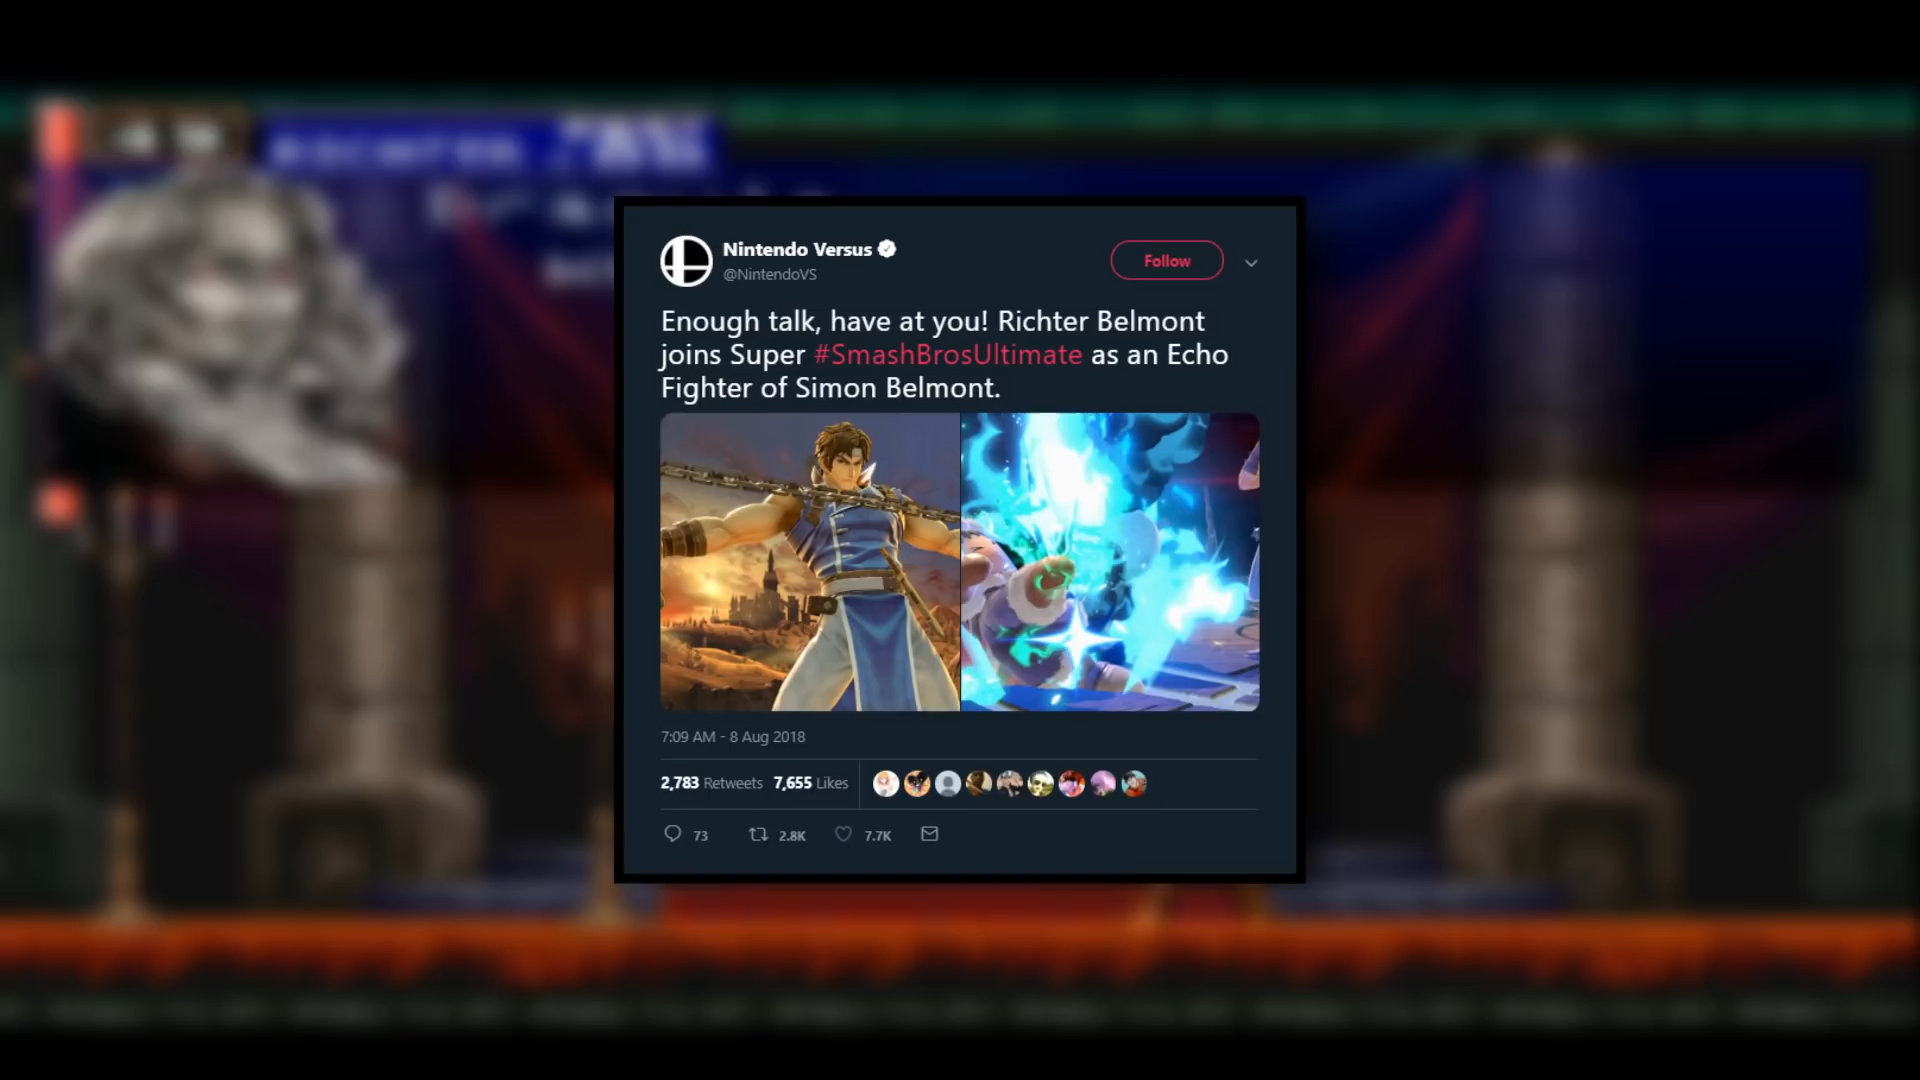 Nintendo Versus
@NintendoVS
Follow
Enough talk, have at you! Richter Belmont
joins Super #SmashBrosUltimate as an Echo
Fighter of Simon Belmont.
7:09 AM - 8 Aug 2018
2,783 Retweets 7,655 Likes
73 2.8K 7.7K